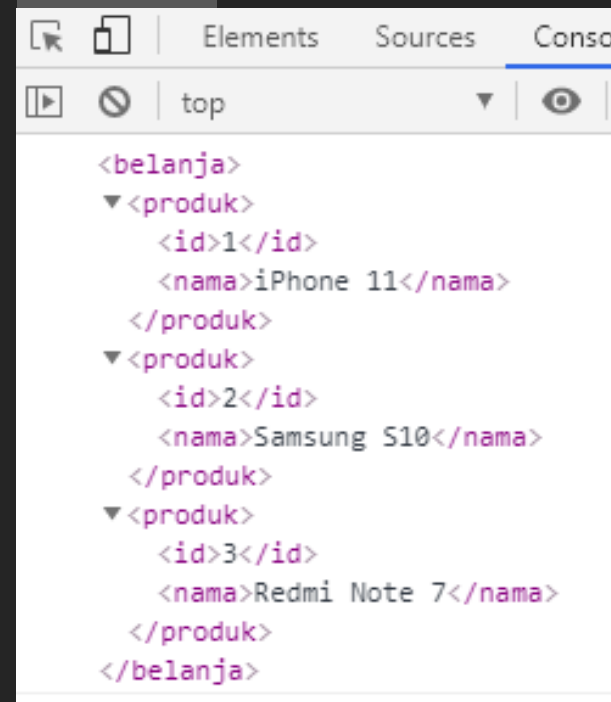 Elements Sources Conso
top
<belanja>
<produk>
<id>1</id>
<nama>iPhone 11</nama>
</produk>
<produk>
<id>2</id>
<nama>Samsung S10</nama>
</produk>
<produk>
<id>3</id>
<nama>Redmi Note 7</nama>
</produk>
</belanja>